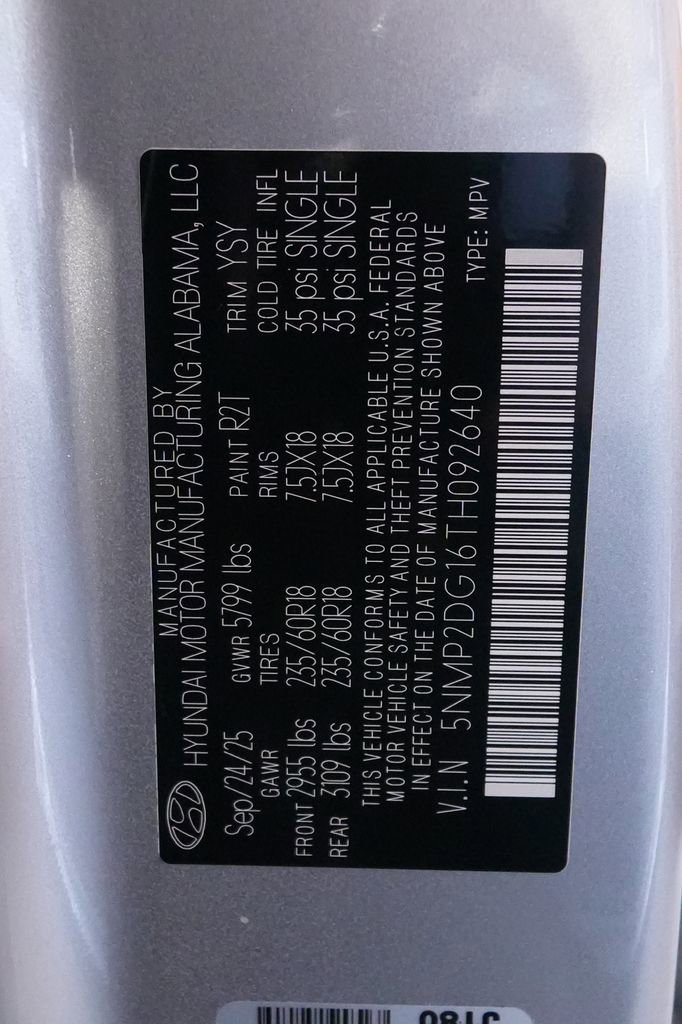 MANUFACTURED BY
HYUNDAI MOTOR MANUFACTURING ALABAMA, LLC
Sep/24/25 GVWR 5799 lbs PAINT R2T TRIM YSY
GAWR TIRES RIMS COLD TIRE INFL
FRONT 2955 lbs 235/60R18 7.5JX18 35 psi SINGLE
REAR 3109 lbs 235/60R18 7.5JX18 35 psi SINGLE
THIS VEHICLE CONFORMS TO ALL APPLICABLE U.S.A. FEDERAL
MOTOR VEHICLE SAFETY AND THEFT PREVENTION STANDARDS
IN EFFECT ON THE DATE OF MANUFACTURE SHOWN ABOVE
V.I.N 5NMP2DG16TH092640 TYPE: MPV